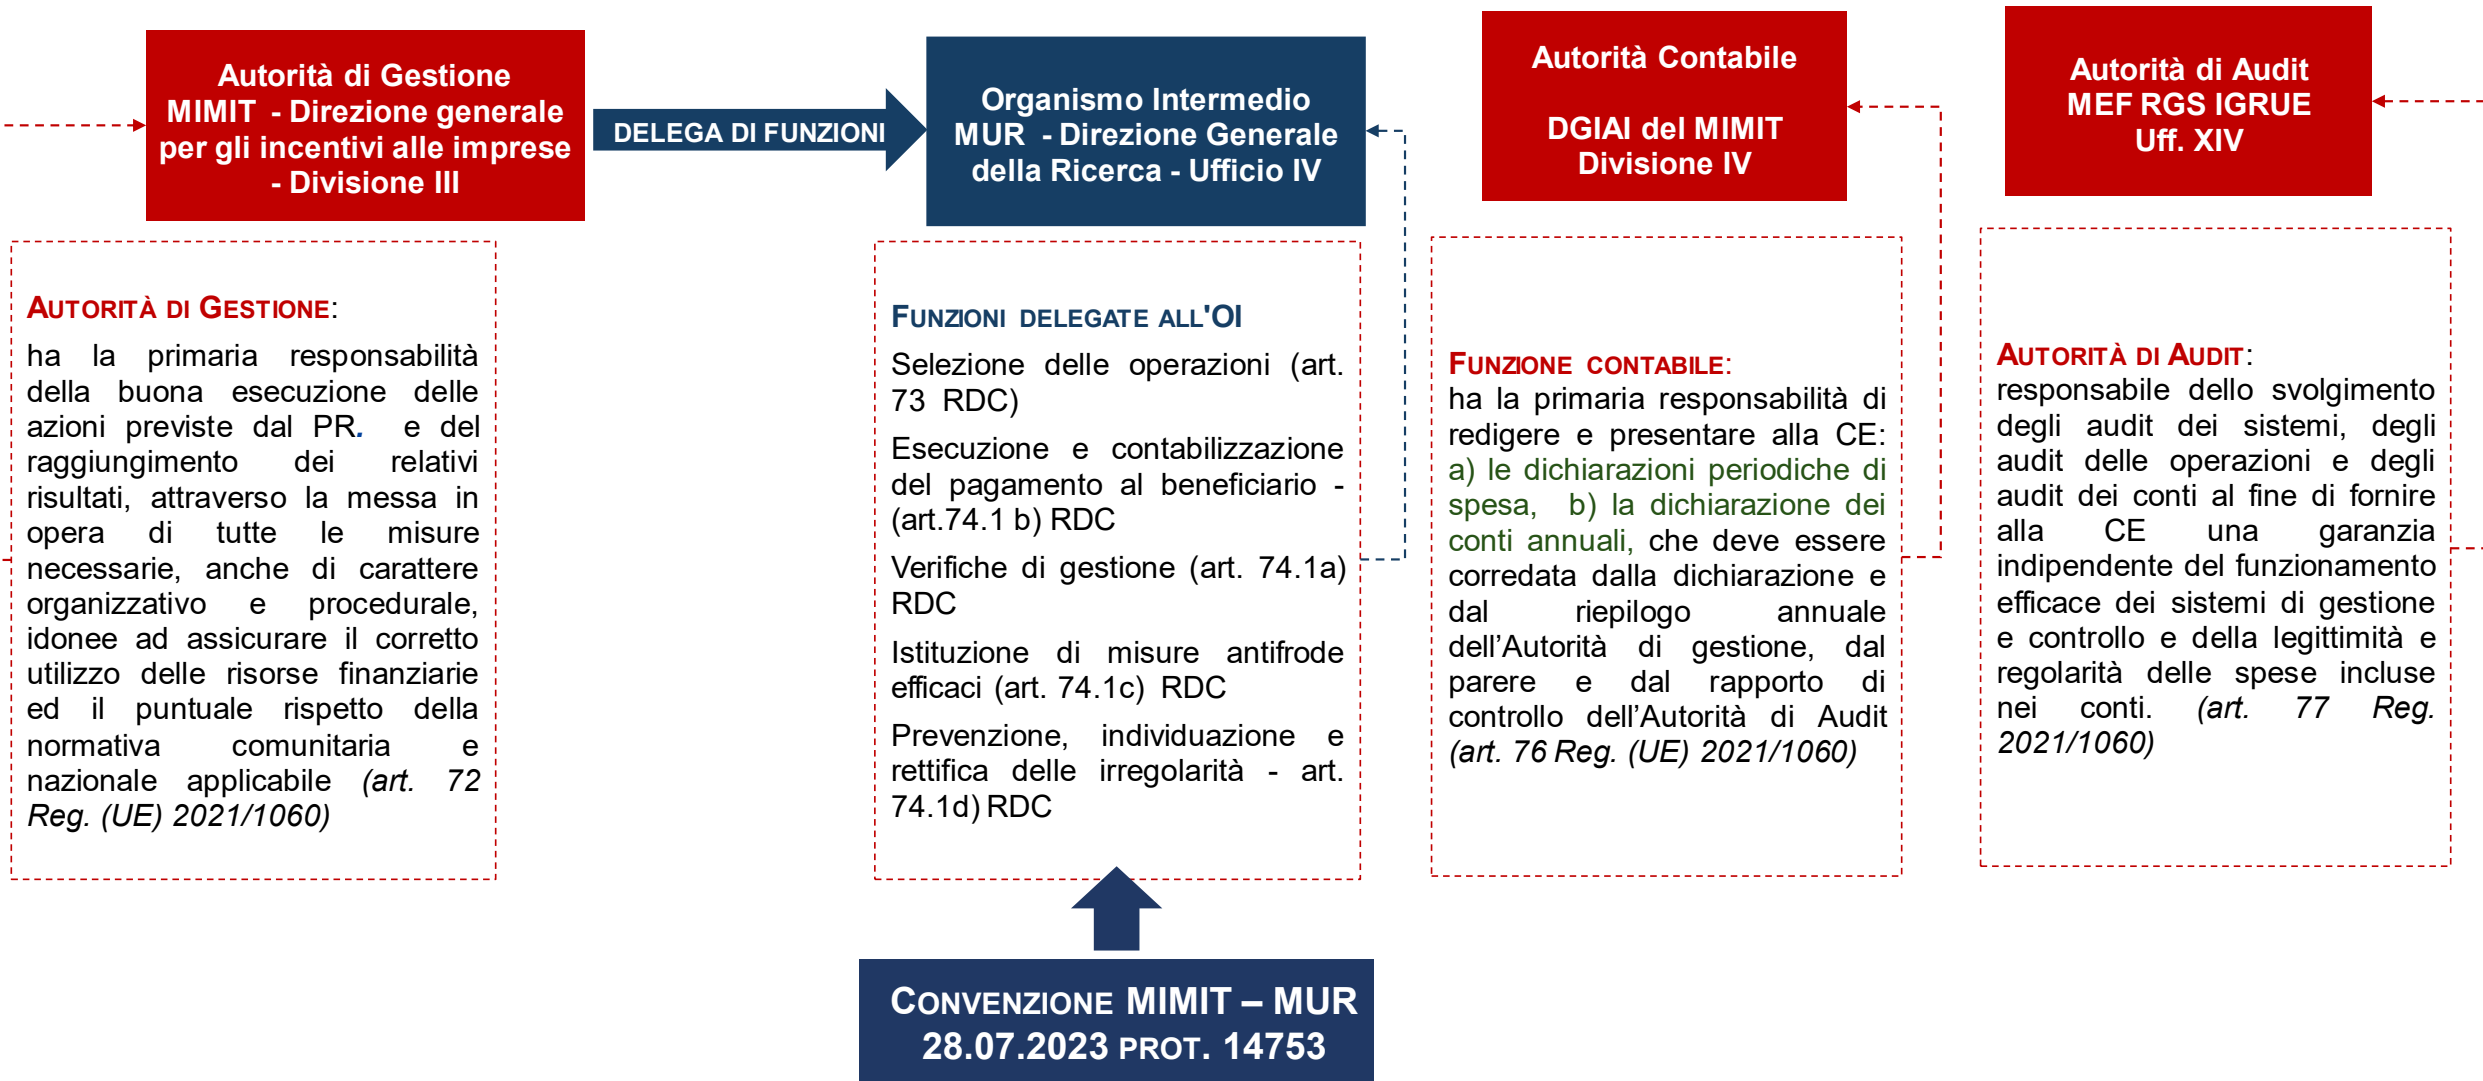 Autorità di Gestione
MIMIT - Direzione generale
per gli incentivi alle imprese
- Divisione III
DELEGA DI FUNZIONI
Organismo Intermedio
MUR - Direzione Generale
della Ricerca - Ufficio IV
Autorità Contabile
DGIAI del MIMIT
Divisione IV
Autorità di Audit
MEF RGS IGRUE
Uff. XIV
AUTORITÀ DI GESTIONE:
ha la primaria responsabilità
della buona esecuzione delle
azioni previste dal PR. e del
raggiungimento dei relativi
risultati, attraverso la messa in
opera di tutte le misure
necessarie, anche di carattere
organizzativo e procedurale,
idonee ad assicurare il corretto
utilizzo delle risorse finanziarie
ed il puntuale rispetto della
normativa comunitaria e
nazionale applicabile (art. 72
Reg. (UE) 2021/1060)
FUNZIONI DELEGATE ALL'OI
Selezione delle operazioni (art.
73 RDC)
Esecuzione e contabilizzazione
del pagamento al beneficiario -
(art.74.1 b) RDC
Verifiche di gestione (art. 74.1a)
RDC
Istituzione di misure antifrode
efficaci (art. 74.1c) RDC
Prevenzione, individuazione e
rettifica delle irregolarità - art.
74.1d) RDC
FUNZIONE CONTABILE:
ha la primaria responsabilità di
redigere e presentare alla CE:
a) le dichiarazioni periodiche di
spesa, b) la dichiarazione dei
conti annuali, che deve essere
corredata dalla dichiarazione e
dal riepilogo annuale
dell’Autorità di gestione, dal
parere e dal rapporto di
controllo dell’Autorità di Audit
(art. 76 Reg. (UE) 2021/1060)
AUTORITÀ DI AUDIT:
responsabile dello svolgimento
degli audit dei sistemi, degli
audit delle operazioni e degli
audit dei conti al fine di fornire
alla CE una garanzia
indipendente del funzionamento
efficace dei sistemi di gestione
e controllo e della legittimità e
regolarità delle spese incluse
nei conti. (art. 77 Reg.
2021/1060)
CONVENZIONE MIMIT – MUR
28.07.2023 PROT. 14753